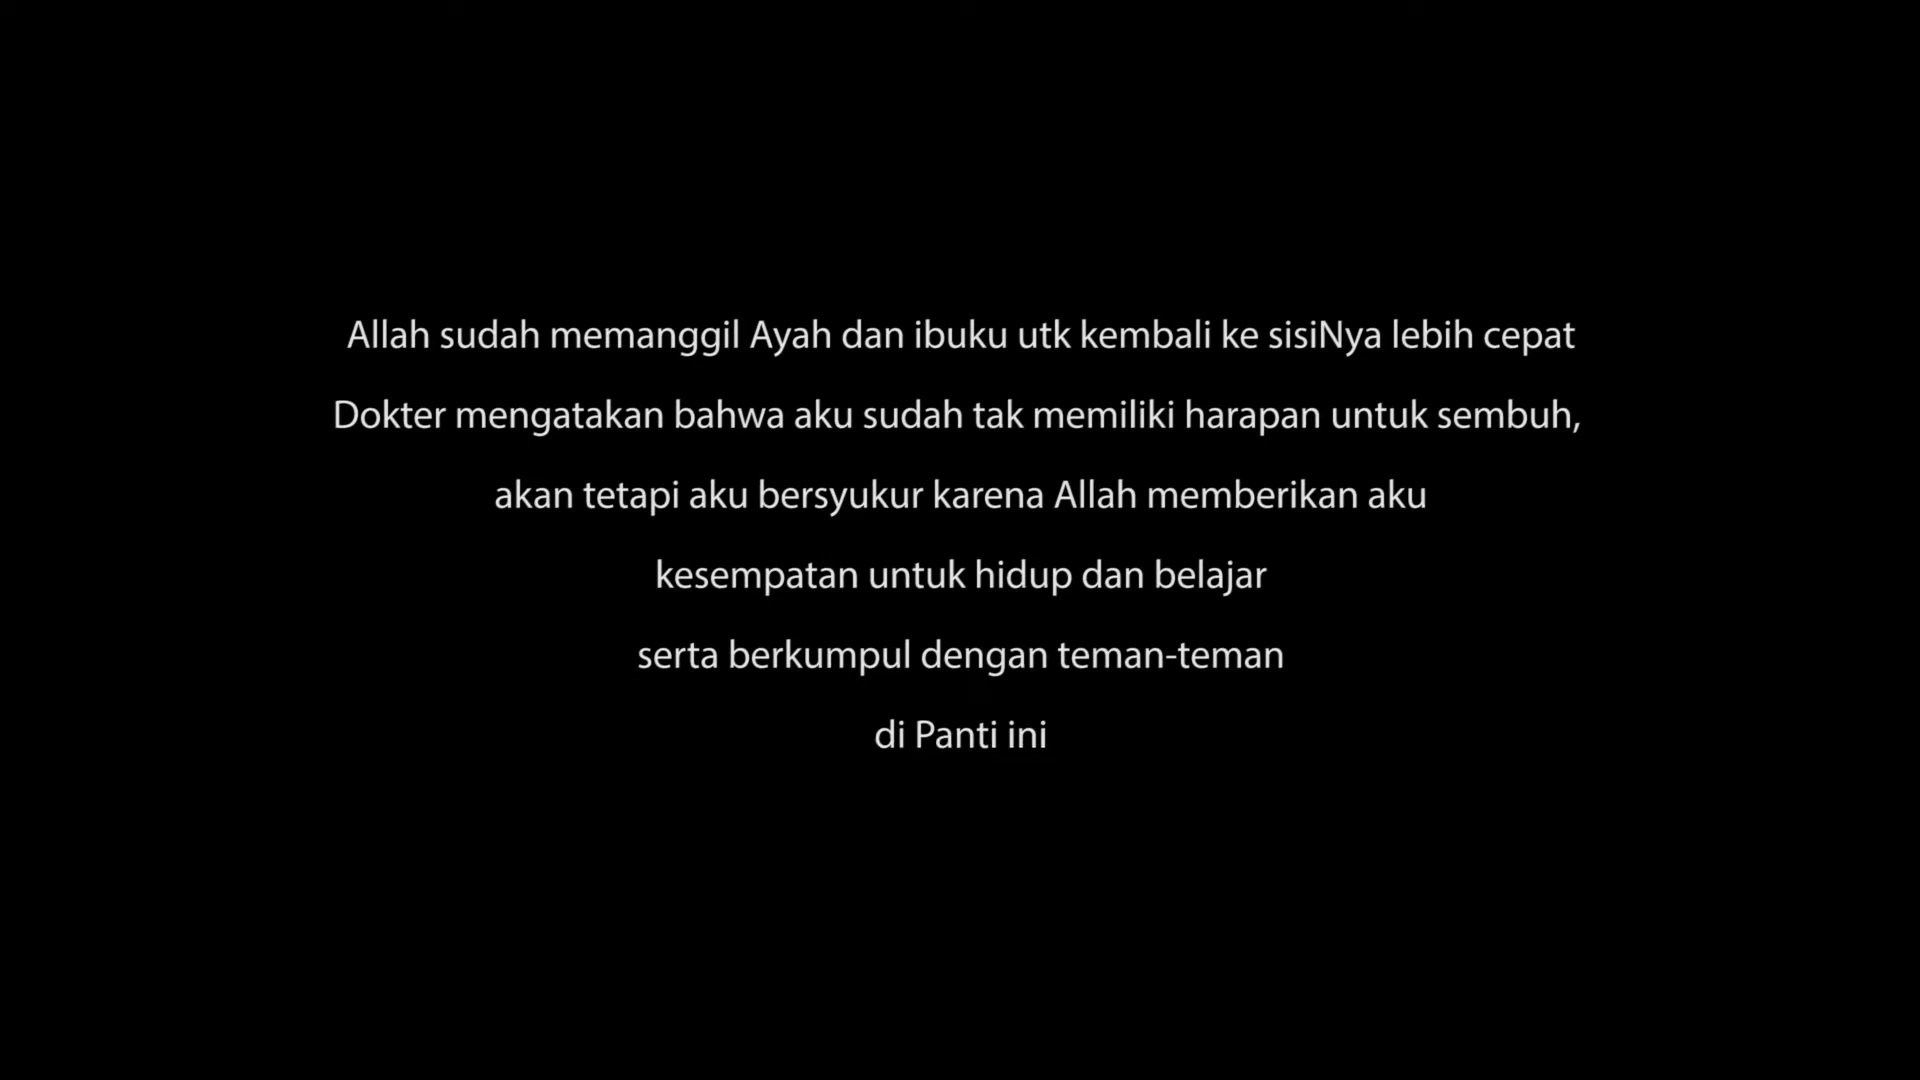 Allah sudah memanggil Ayah dan ibuku utk kembali ke sisiNya lebih cepat
Dokter mengatakan bahwa aku sudah tak memiliki harapan untuk sembuh,
akan tetapi aku bersyukur karena Allah memberikan aku
kesempatan untuk hidup dan belajar
serta berkumpul dengan teman-teman
di Panti ini